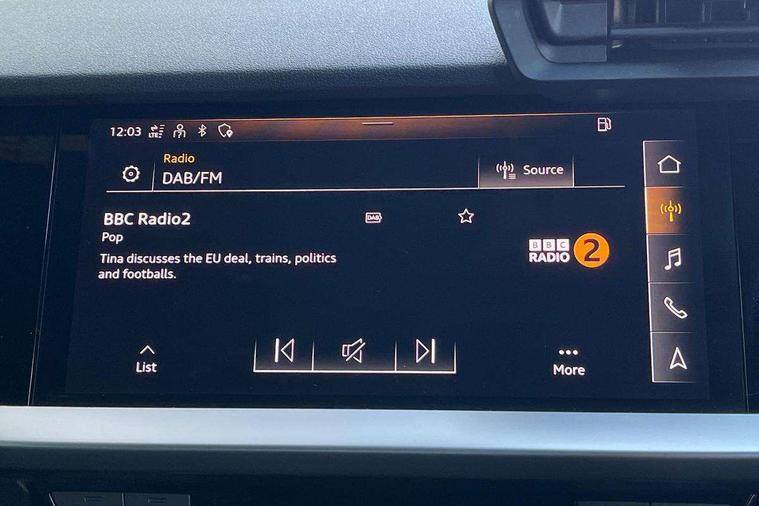 12:03 LTE
Radio
DAB/FM
Source
BBC Radio2
DAB
Pop
Tina discusses the EU deal, trains, politics
and footballs.
BBC
RADIO 2
List
More